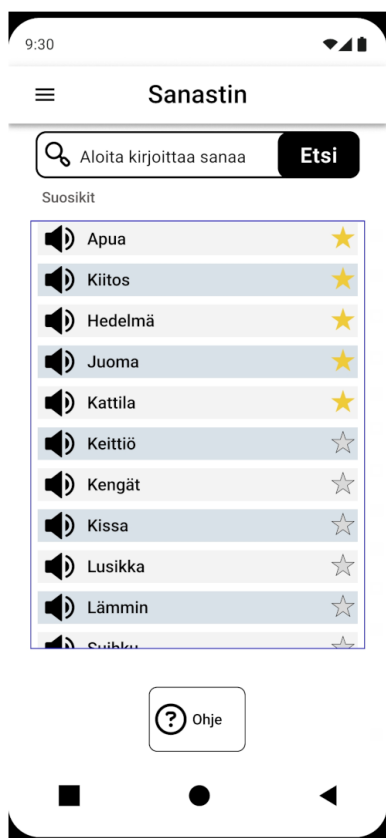 9:30
Sanastin
Aloita kirjoittaa sanaa Etsi
Suosikit
Apua
Kiitos
Hedelmä
Juoma
Kattila
Keittiö
Kengät
Kissa
Lusikka
Lämmin
Suihku
? Ohje